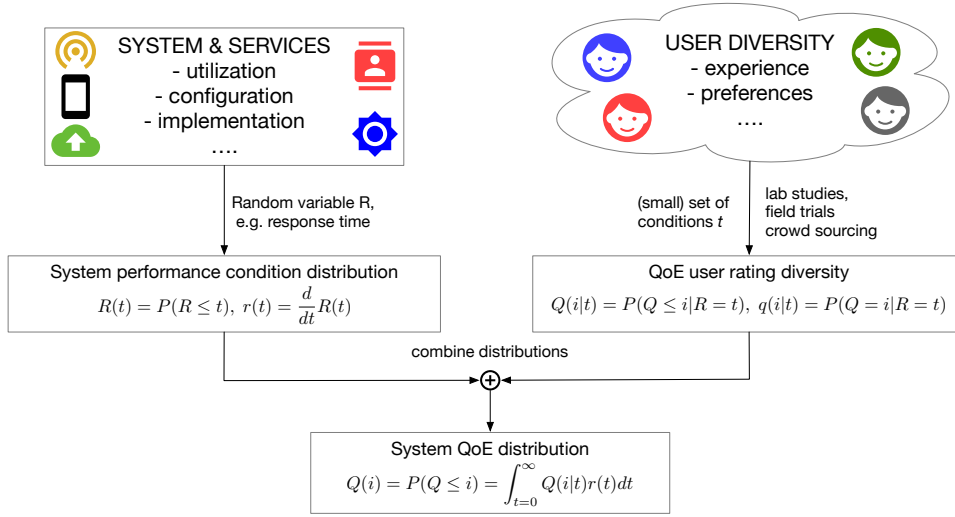 SYSTEM & SERVICES
- utilization
- configuration
- implementation
....
USER DIVERSITY
- experience
- preferences
....
Random variable R,
e.g. response time
(small) set of
conditions t
lab studies,
field trials
crowd sourcing
System performance condition distribution
R(t) = P(R ≤ t), r(t) = d/dt R(t)
QoE user rating diversity
Q(i|t) = P(Q ≤ i|R = t), q(i|t) = P(Q = i|R = t)
combine distributions
+
System QoE distribution
Q(i) = P(Q ≤ i) = ∫_{t=0}^{∞} Q(i|t)r(t)dt